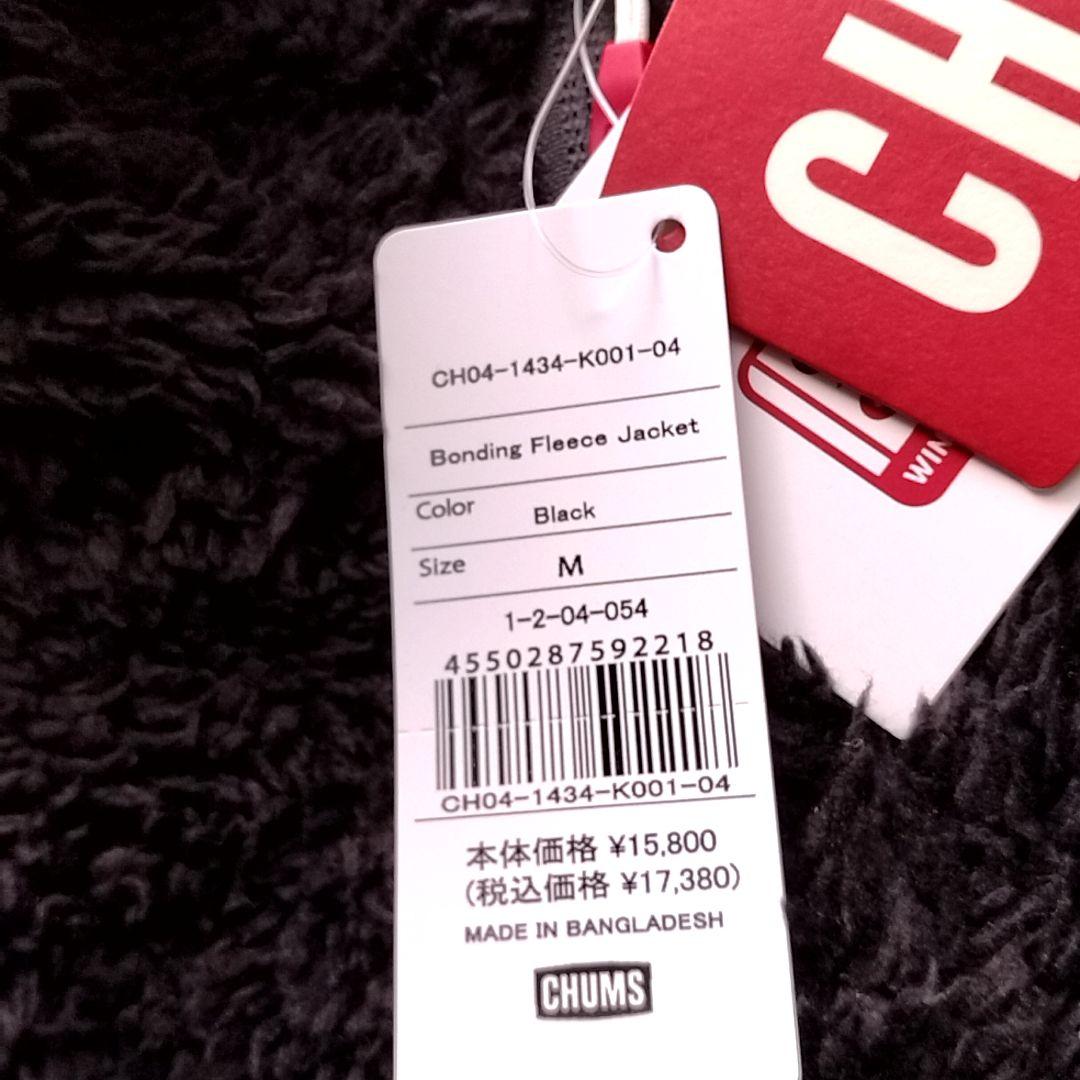 CH
WIN
CH04-1434-K001-04
Bonding Fleece Jacket
Color Black
Size M
1-2-04-054
4550287592218
CH04-1434-K001-04
本体価格 ¥15,800
(税込価格 ¥17,380)
MADE IN BANGLADESH
CHUMS